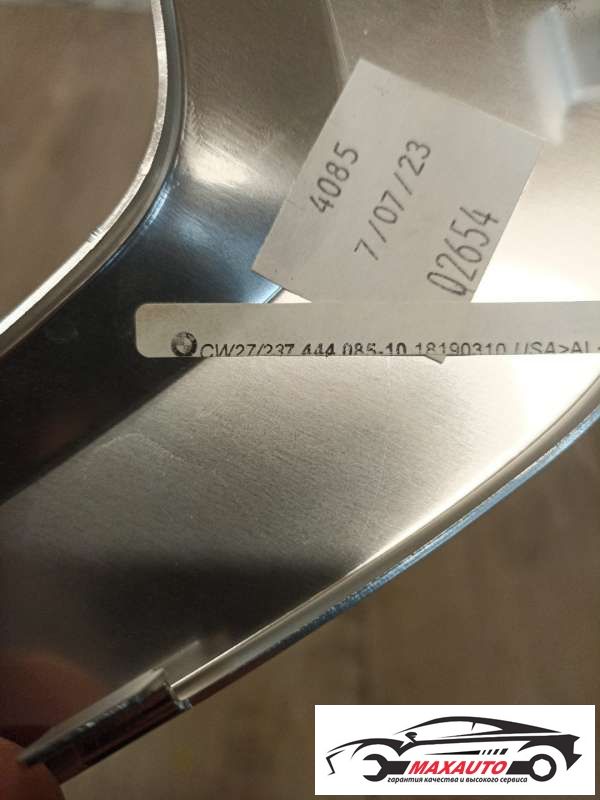 4085
7/07/23
02654
CW27/237 444 085-10 18190310 USA>AL<
MAXAUTO
гарантия качества и высокого сервиса